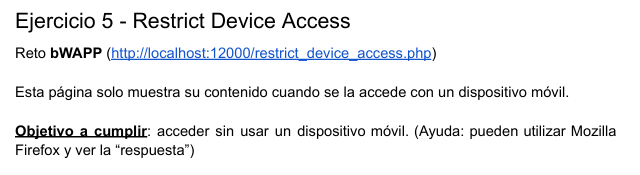 Ejercicio 5 - Restrict Device Access
Reto bWAPP (http://localhost:12000/restrict_device_access.php)
Esta página solo muestra su contenido cuando se la accede con un dispositivo móvil.
Objetivo a cumplir: acceder sin usar un dispositivo móvil. (Ayuda: pueden utilizar Mozilla
Firefox y ver la “respuesta”)